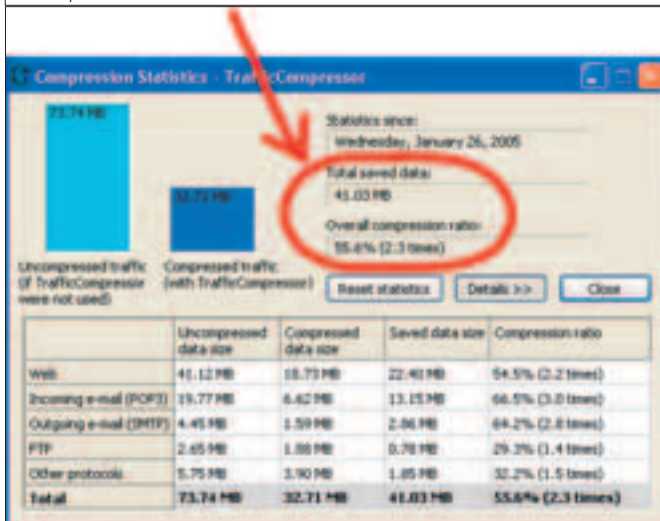 Compression Statistics - TrafficCompressor
73.74 MB
32.71 MB
Statistics since:
Wednesday, January 26, 2005
Total saved data:
41.03 MB
Overall compression ratio:
55.6% (2.3 times)
Uncompressed traffic
(if TrafficCompressor
were not used)
Compressed traffic
(with TrafficCompressor)
Reset statistics
Details >>
Close
Uncompressed data size
Compressed data size
Saved data size
Compression ratio
Web 41.12 MB 18.73 MB 22.40 MB 54.5% (2.2 times)
Incoming e-mail (POP3) 19.77 MB 6.62 MB 13.15 MB 66.5% (3.0 times)
Outgoing e-mail (SMTP) 4.45 MB 1.59 MB 2.86 MB 64.2% (2.8 times)
FTP 2.65 MB 1.88 MB 0.78 MB 29.3% (1.4 times)
Other protocols 5.75 MB 3.90 MB 1.85 MB 32.2% (1.5 times)
Total 73.74 MB 32.71 MB 41.03 MB 55.6% (2.3 times)